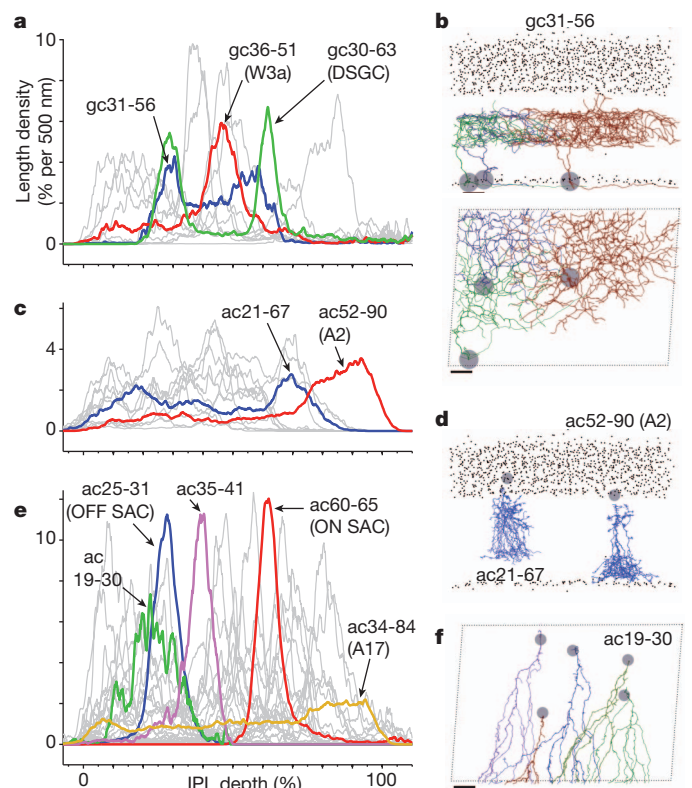 a
10
gc36-51
(W3a)
gc30-63
(DSGC)
gc31-56
Length density
(% per 500 nm)
0
b
gc31-56
c
4
0
ac21-67
ac52-90
(A2)
d
ac52-90 (A2)
ac21-67
e
10
0
ac25-31
(OFF SAC)
ac35-41
ac60-65
(ON SAC)
ac
19-30
ac34-84
(A17)
0
IPL depth (%)
100
f
ac19-30